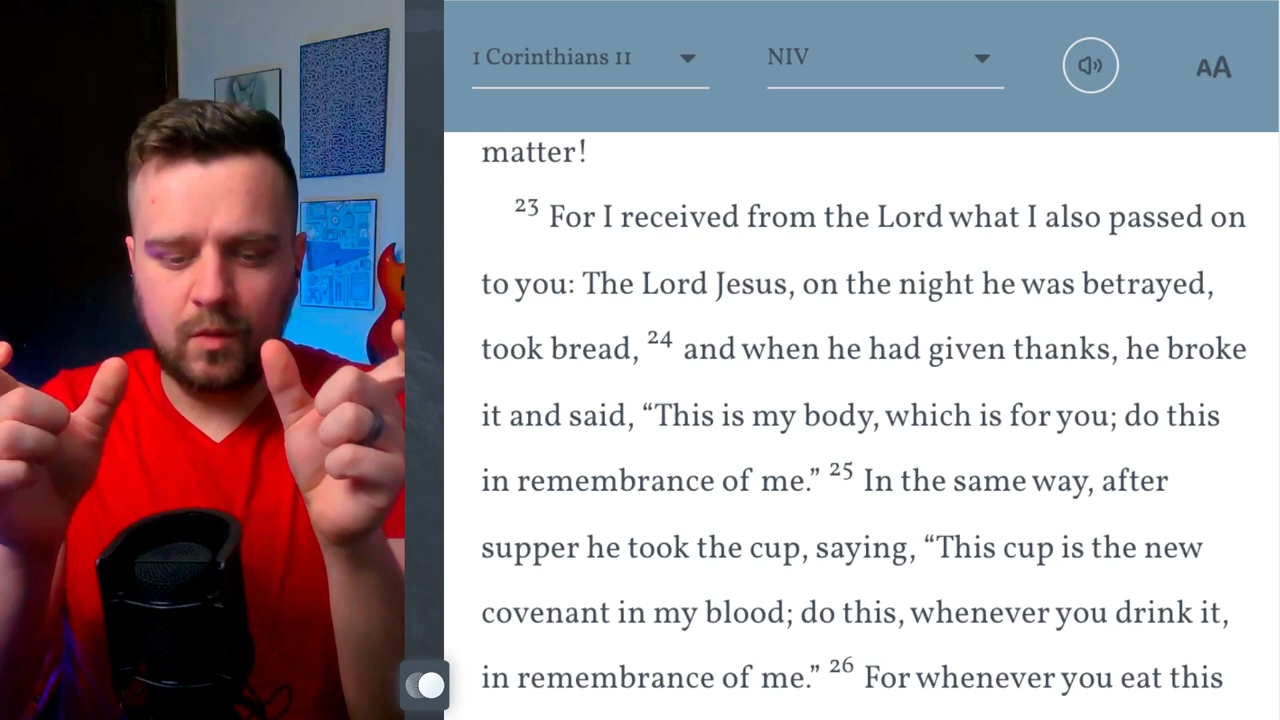 1 Corinthians 11
NIV
AA
matter!
23 For I received from the Lord what I also passed on
to you: The Lord Jesus, on the night he was betrayed,
took bread, 24 and when he had given thanks, he broke
it and said, “This is my body, which is for you; do this
in remembrance of me.” 25 In the same way, after
supper he took the cup, saying, “This cup is the new
covenant in my blood; do this, whenever you drink it,
in remembrance of me.” 26 For whenever you eat this